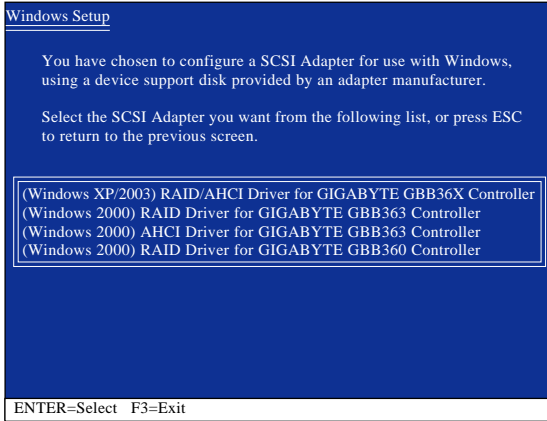 Windows Setup
You have chosen to configure a SCSI Adapter for use with Windows,
using a device support disk provided by an adapter manufacturer.
Select the SCSI Adapter you want from the following list, or press ESC
to return to the previous screen.
(Windows XP/2003) RAID/AHCI Driver for GIGABYTE GBB36X Controller
(Windows 2000) RAID Driver for GIGABYTE GBB363 Controller
(Windows 2000) AHCI Driver for GIGABYTE GBB363 Controller
(Windows 2000) RAID Driver for GIGABYTE GBB360 Controller
ENTER=Select F3=Exit